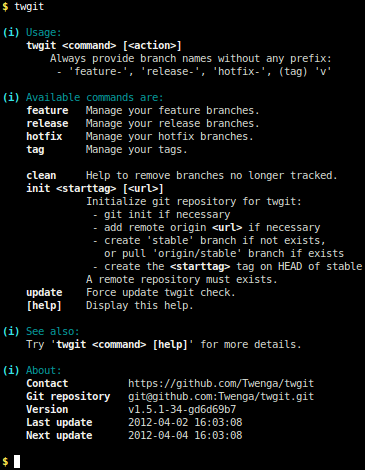 $ twgit
(i) Usage:
twgit <command> [<action>]
Always provide branch names without any prefix:
- 'feature-', 'release-', 'hotfix-', (tag) 'v'
(i) Available commands are:
feature Manage your feature branches.
release Manage your release branches.
hotfix Manage your hotfix branches.
tag Manage your tags.
clean Help to remove branches no longer tracked.
init <starttag> [<url>]
Initialize git repository for twgit:
- git init if necessary
- add remote origin <url> if necessary
- create 'stable' branch if not exists,
or pull 'origin/stable' branch if exists
- create the <starttag> tag on HEAD of stable
A remote repository must exists.
update Force update twgit check.
[help] Display this help.
(i) See also:
Try 'twgit <command> [help]' for more details.
(i) About:
Contact https://github.com/Twenga/twgit
Git repository git@github.com:Twenga/twgit.git
Version v1.5.1-34-gd6d69b7
Last update 2012-04-02 16:03:08
Next update 2012-04-04 16:03:08
$